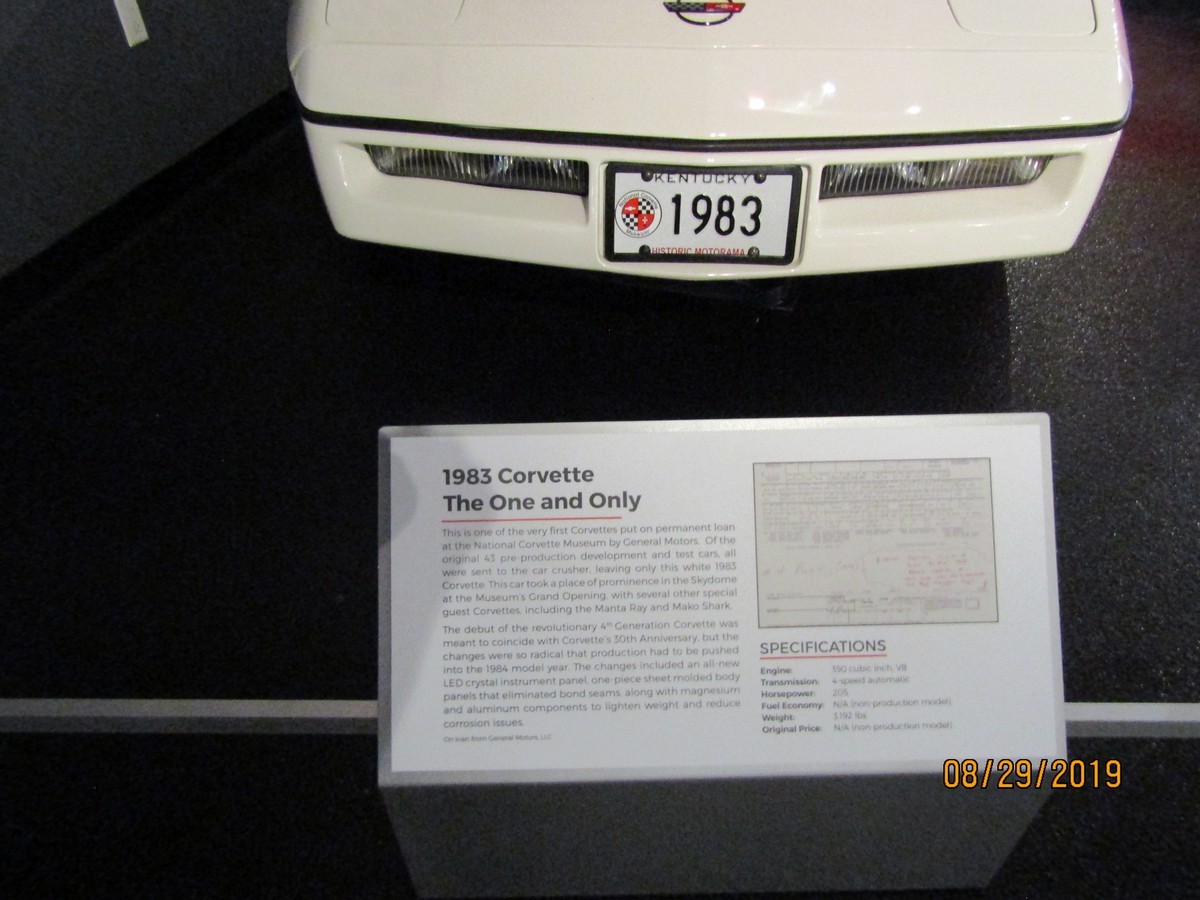 KENTUCKY
1983
HISTORIC MOTORAMA
1983 Corvette
The One and Only
This is one of the very first Corvettes put on permanent loan
at the National Corvette Museum by General Motors. Of the
original 43 pre production development and test cars, all
were sent to the car crusher, leaving only this white 1983
Corvette. This car took a place of prominence in the Skydome
at the Museum's Grand Opening, with several other special
guest Corvettes, including the Manta Ray and Mako Shark.
The debut of the revolutionary 4th Generation Corvette was
meant to coincide with Corvette's 30th Anniversary, but the
changes were so radical that production had to be pushed
into the 1984 model year. The changes included an all-new
LED crystal instrument panel, one-piece sheet molded body
panels that eliminated bond seams, along with magnesium
and aluminum components to lighten weight and reduce
corrosion issues.
On loan from General Motors, LLC
SPECIFICATIONS
Engine: 350 cubic inch, V8
Transmission: 4-speed automatic
Horsepower: 205
Fuel Economy: N/A (non-production model)
Weight: 3,192 lbs
Original Price: N/A (non-production model)
08/29/2019